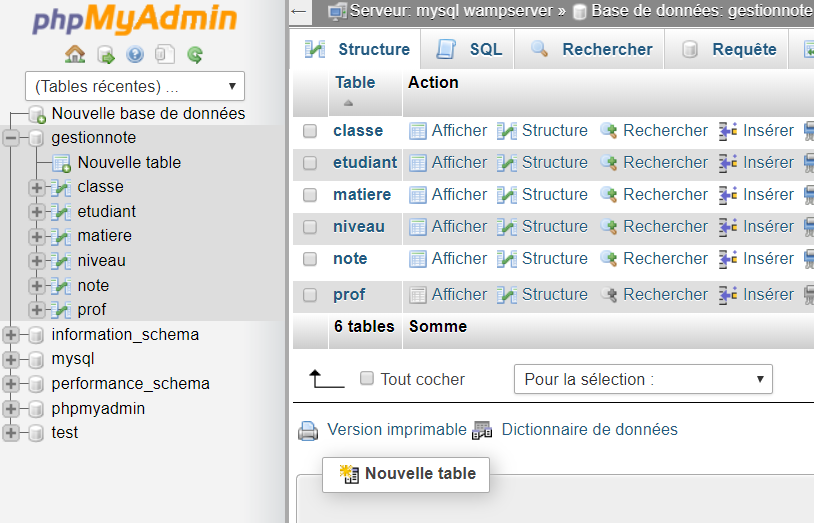 phpMyAdmin
(Tables récentes) ...
Nouvelle base de données
gestionnote
Nouvelle table
classe
etudiant
matiere
niveau
note
prof
information_schema
mysql
performance_schema
phpmyadmin
test
Serveur: mysql wampserver » Base de données: gestionnote
Structure SQL Rechercher Requête
Table Action
classe Afficher Structure Rechercher Insérer
etudiant Afficher Structure Rechercher Insérer
matiere Afficher Structure Rechercher Insérer
niveau Afficher Structure Rechercher Insérer
note Afficher Structure Rechercher Insérer
prof Afficher Structure Rechercher Insérer
6 tables Somme
Tout cocher Pour la sélection :
Version imprimable Dictionnaire de données
Nouvelle table